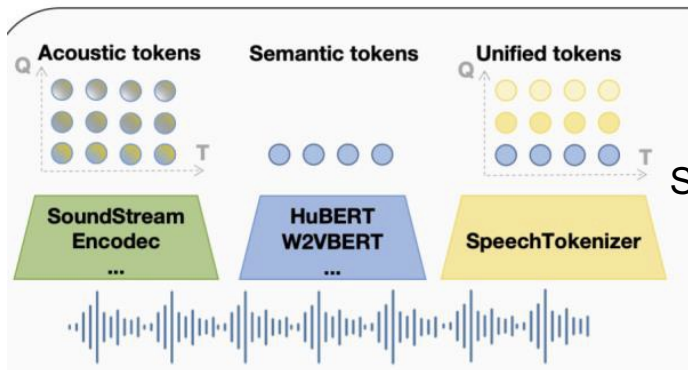 Acoustic tokens
Semantic tokens
Unified tokens
Q
T
Q
T
SoundStream
Encodec
...
HuBERT
W2VBERT
...
SpeechTokenizer
S